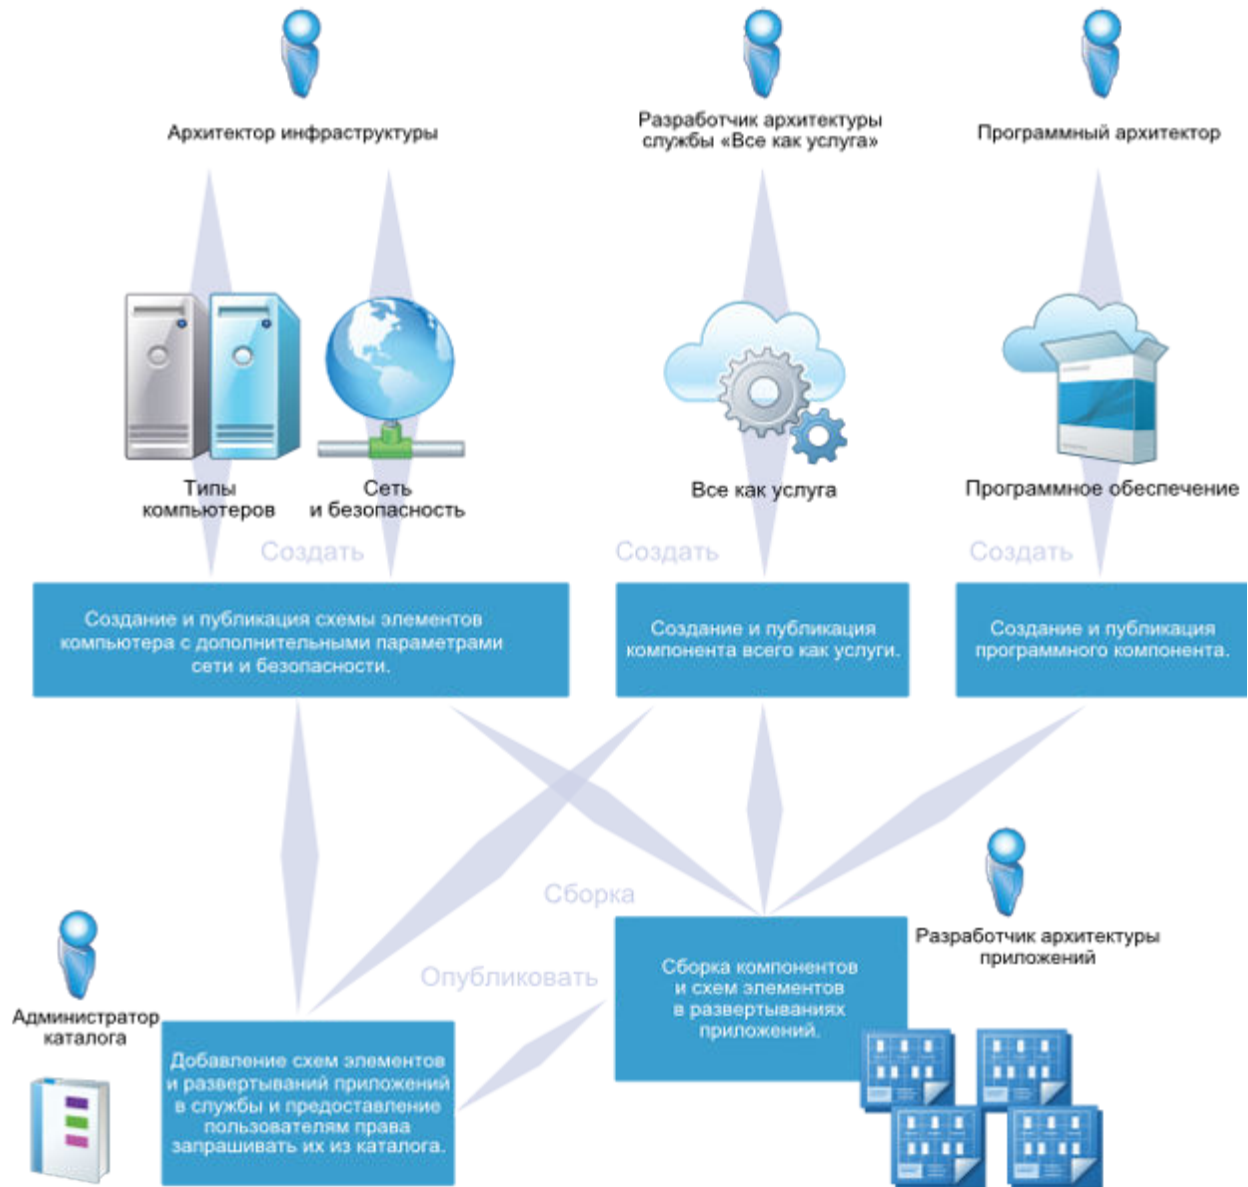 Архитектор инфраструктуры
Разработчик архитектуры
службы «Все как услуга»
Программный архитектор
Типы
компьютеров
Сеть
и безопасность
Все как услуга
Программное обеспечение
Создать
Создать
Создать
Создание и публикация схемы элементов
компьютера с дополнительными параметрами
сети и безопасности.
Создание и публикация
компонента всего как услуги.
Создание и публикация
программного компонента.
Сборка
Разработчик архитектуры
приложений
Опубликовать
Сборка компонентов
и схем элементов
в развертываниях
приложений.
Администратор
каталога
Добавление схем элементов
и развертываний приложений
в службы и предоставление
пользователям права
запрашивать их из каталога.